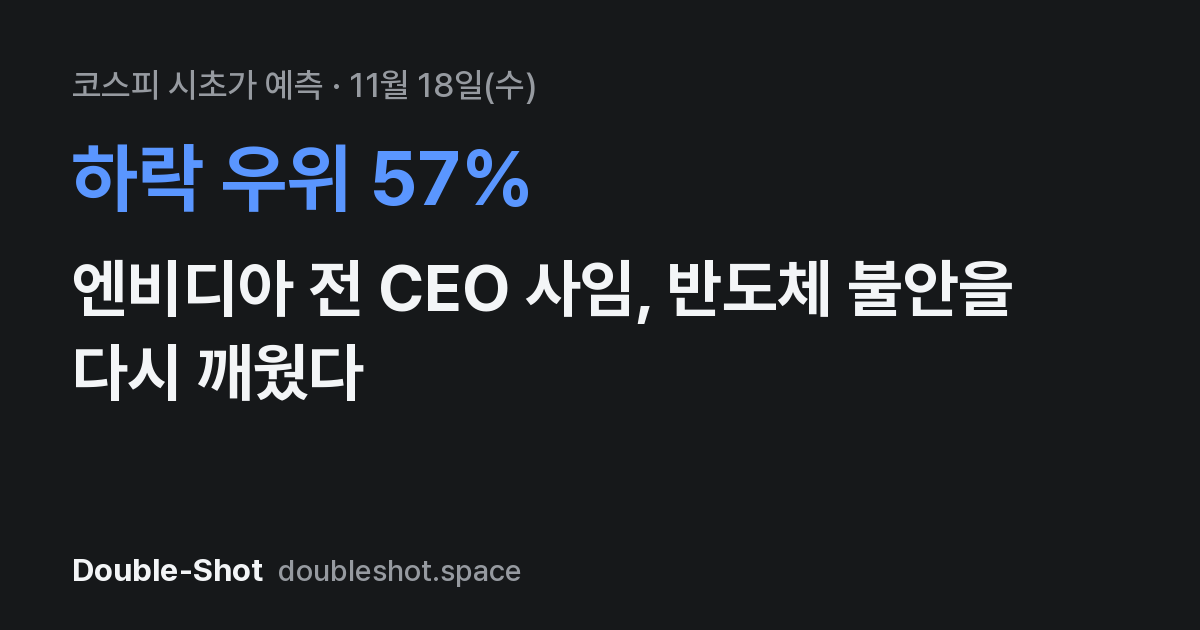 코스피 시초가 예측 · 11월 18일(수)
하락 우위 57%
엔비디아 전 CEO 사임, 반도체 불안을
다시 깨웠다
Double-Shot doubleshot.space